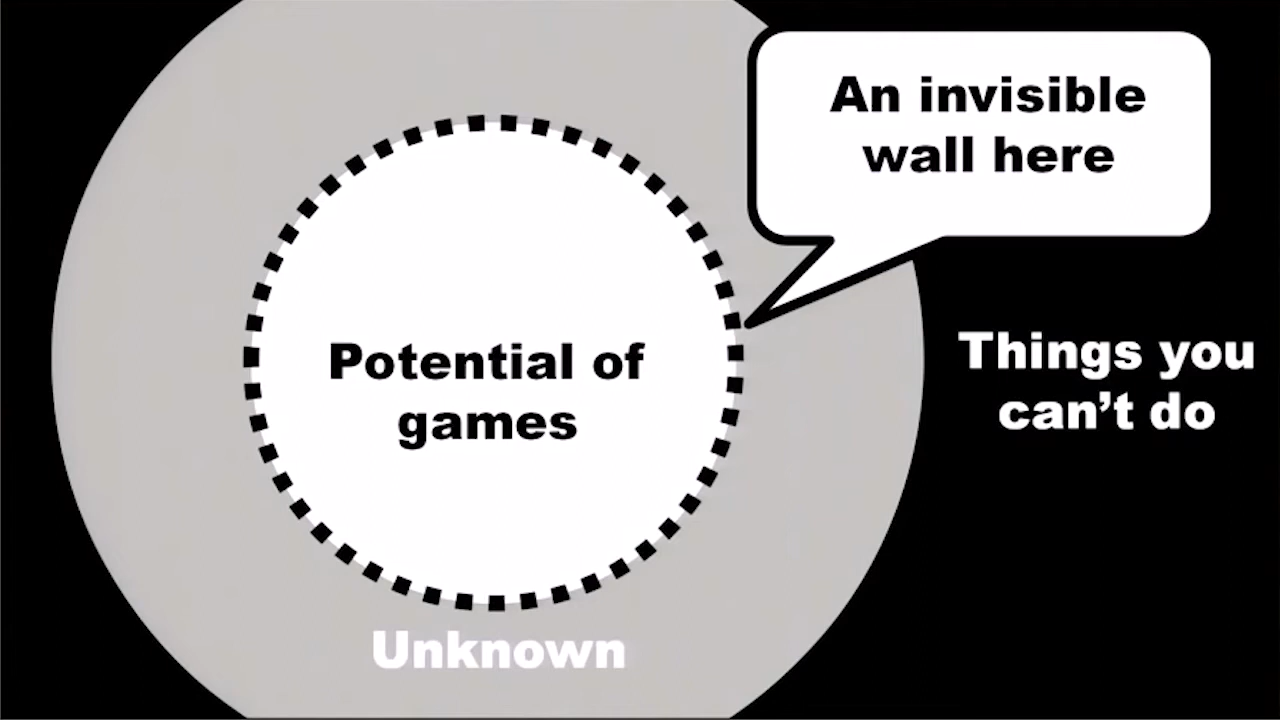 An invisible
wall here
Potential of
games
Things you
can’t do
Unknown